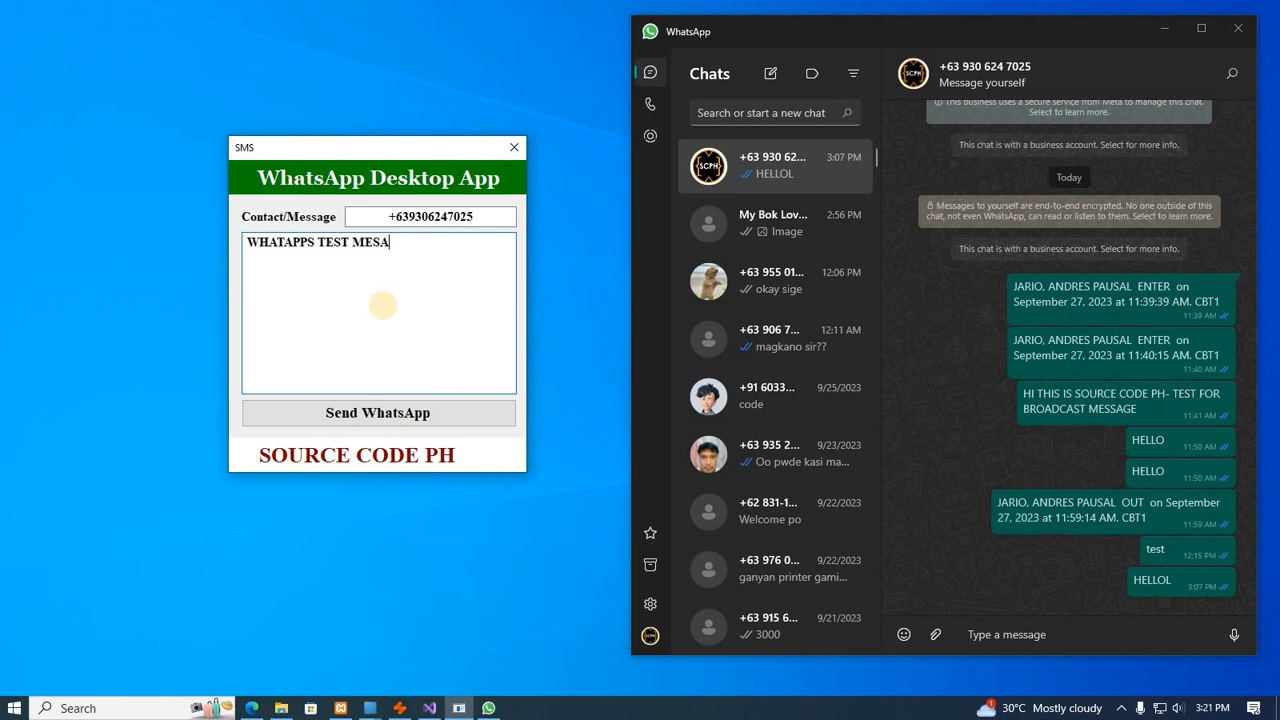 SMS
WhatsApp Desktop App
Contact/Message
+639306247025
WHATAPPS TEST MESA
Send WhatsApp
SOURCE CODE PH
WhatsApp
Chats
Search or start a new chat
SCPH
+63 930 62... 3:07 PM
HELLOL
My Bok Lov... 2:56 PM
Image
+63 955 01... 12:06 PM
okay sige
+63 906 7... 12:11 AM
magkano sir??
+91 6033... 9/25/2023
code
+63 935 2... 9/23/2023
Oo pwde kasi ma...
+62 831-1... 9/22/2023
Welcome po
+63 976 0... 9/22/2023
ganyan printer gami...
+63 915 6... 9/21/2023
3000
SCPH
+63 930 624 7025
Message yourself
This business uses a secure service from Meta to manage this chat.
Select to learn more.
This chat is with a business account. Select for more info.
Today
Messages to yourself are end-to-end encrypted. No one outside of this
chat, not even WhatsApp, can read or listen to them. Select to learn more.
This chat is with a business account. Select for more info.
JARIO, ANDRES PAUSAL ENTER on
September 27, 2023 at 11:39:39 AM. CBT1
11:39 AM
JARIO, ANDRES PAUSAL ENTER on
September 27, 2023 at 11:40:15 AM. CBT1
11:40 AM
HI THIS IS SOURCE CODE PH- TEST FOR
BROADCAST MESSAGE
11:41 AM
HELLO
11:50 AM
HELLO
11:50 AM
JARIO, ANDRES PAUSAL OUT on September
27, 2023 at 11:59:14 AM. CBT1
11:59 AM
test
12:15 PM
HELLOL
3:07 PM
Type a message
Search
30°C Mostly cloudy
3:21 PM